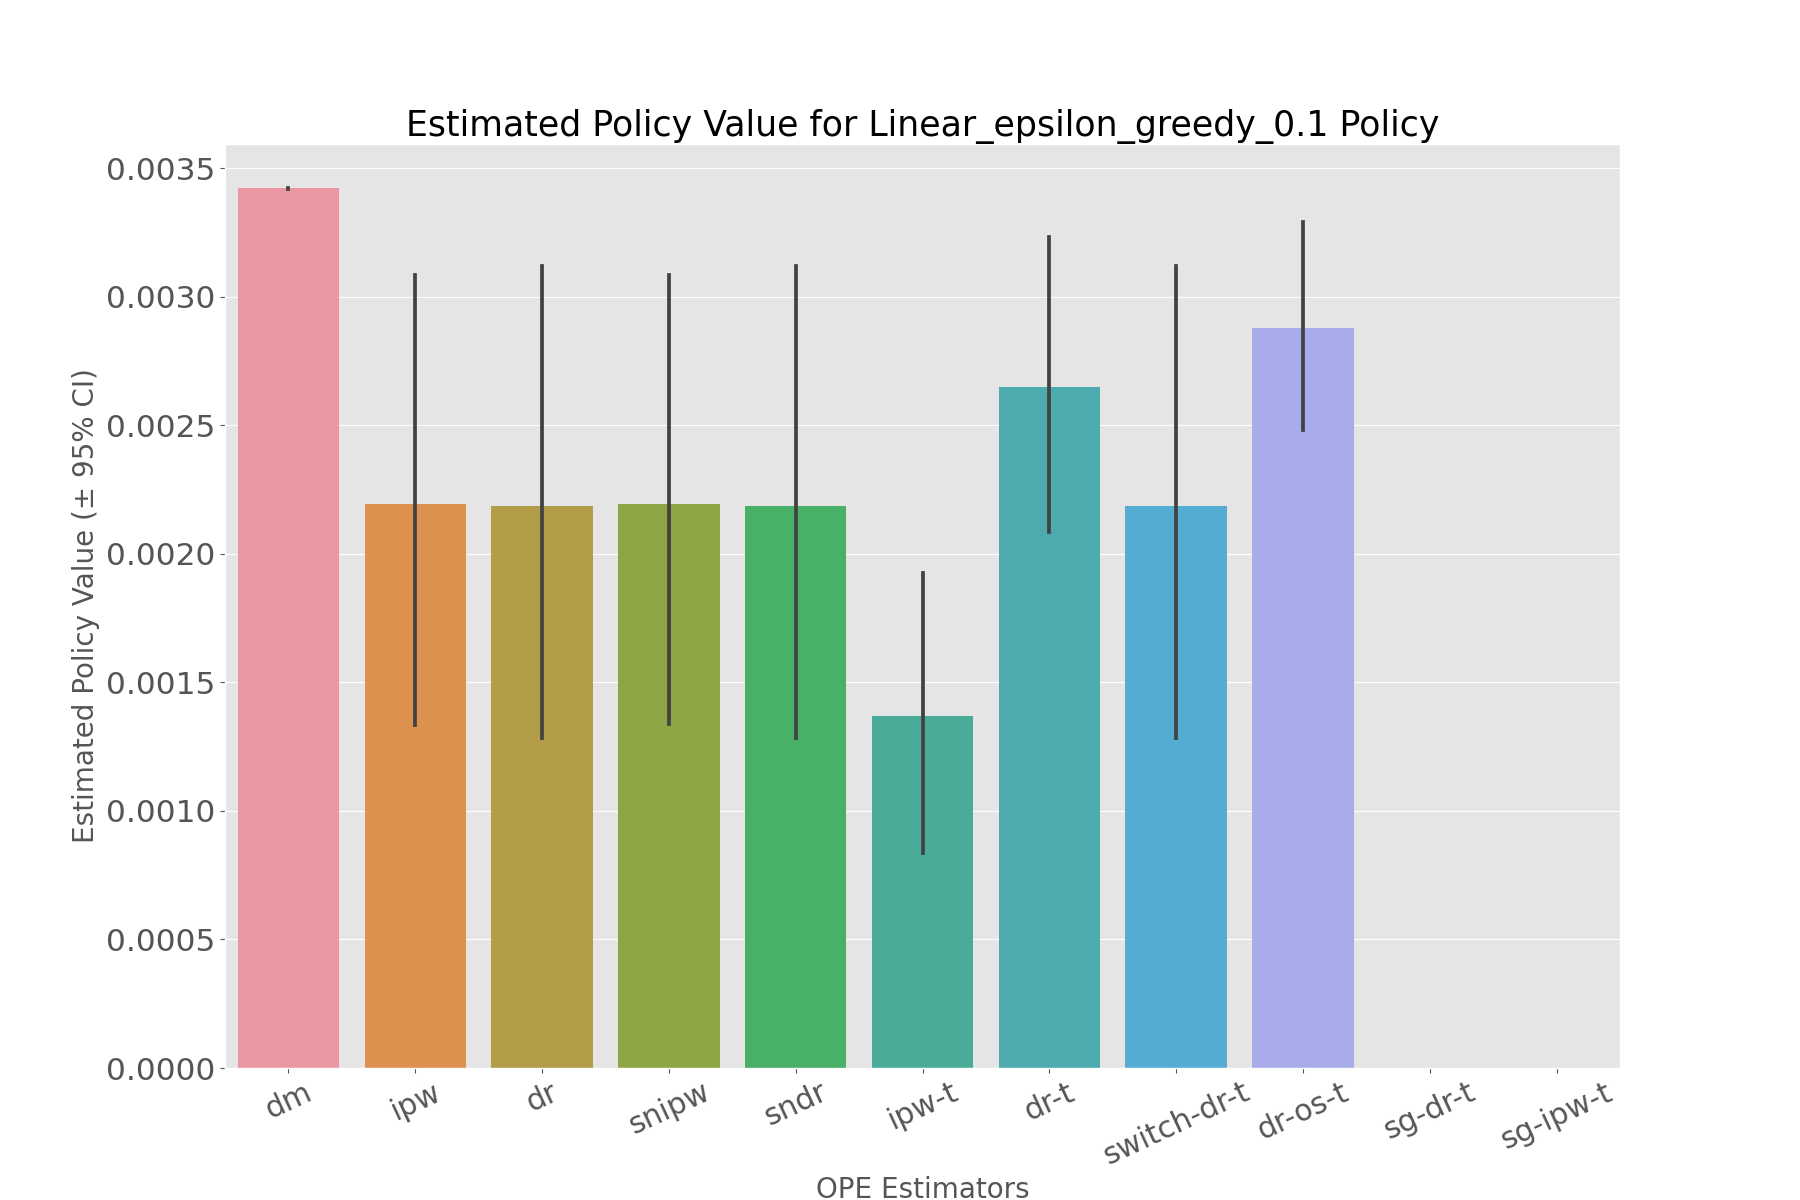 Estimated Policy Value for Linear_epsilon_greedy_0.1 Policy
Estimated Policy Value (± 95% CI)
0.0035
0.0030
0.0025
0.0020
0.0015
0.0010
0.0005
0.0000
dm
ipw
dr
snipw
sndr
ipw-t
dr-t
switch-dr-t
dr-os-t
sg-dr-t
sg-ipw-t
OPE Estimators